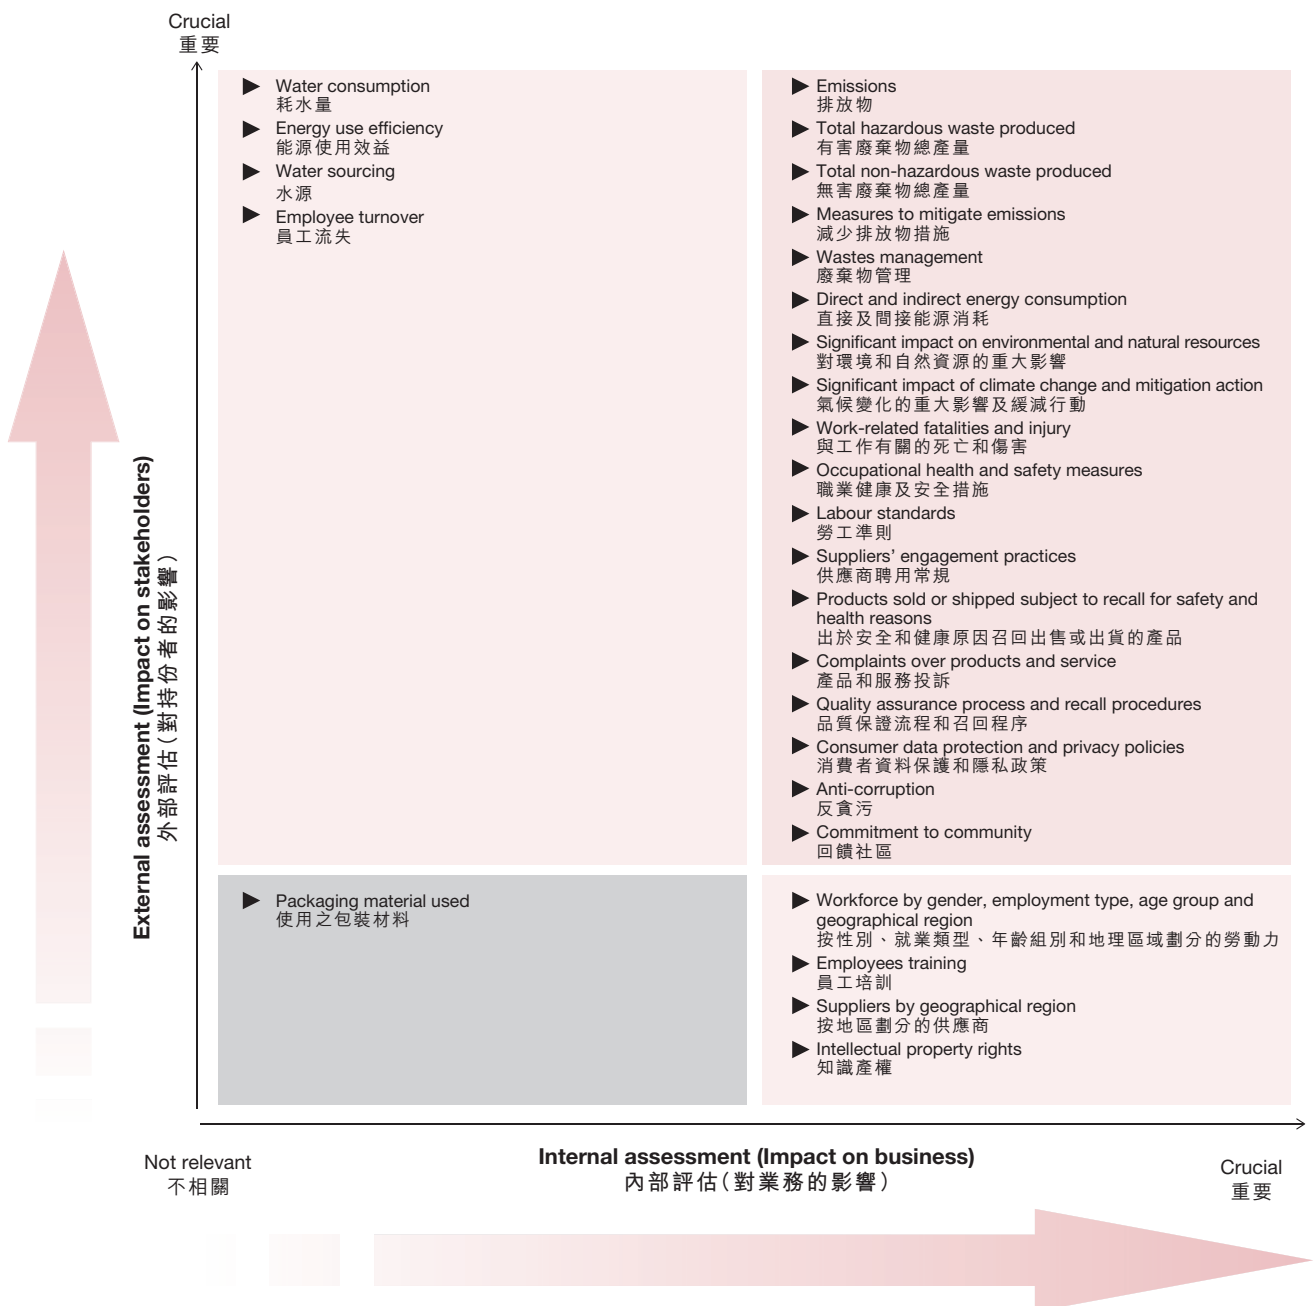 Crucial
重要
Water consumption
耗水量
Energy use efficiency
能源使用效益
Water sourcing
水源
Employee turnover
員工流失
Emissions
排放物
Total hazardous waste produced
有害廢棄物總產量
Total non-hazardous waste produced
無害廢棄物總產量
Measures to mitigate emissions
減少排放物措施
Wastes management
廢棄物管理
Direct and indirect energy consumption
直接及間接能源消耗
Significant impact on environmental and natural resources
對環境和自然資源的重大影響
Significant impact of climate change and mitigation action
氣候變化的重大影響及緩減行動
Work-related fatalities and injury
與工作有關的死亡和傷害
Occupational health and safety measures
職業健康及安全措施
Labour standards
勞工準則
Suppliers’ engagement practices
供應商聘用常規
Products sold or shipped subject to recall for safety and
health reasons
出於安全和健康原因召回出售或出貨的產品
Complaints over products and service
產品和服務投訴
Quality assurance process and recall procedures
品質保證流程和召回程序
Consumer data protection and privacy policies
消費者資料保護和隱私政策
Anti-corruption
反貪污
Commitment to community
回饋社區
External assessment (Impact on stakeholders)
外部評估(對持份者的影響)
Packaging material used
使用之包裝材料
Workforce by gender, employment type, age group and
geographical region
按性別、就業類型、年齡組別和地理區域劃分的勞動力
Employees training
員工培訓
Suppliers by geographical region
按地區劃分的供應商
Intellectual property rights
知識產權
Not relevant
不相關
Internal assessment (Impact on business)
內部評估(對業務的影響)
Crucial
重要